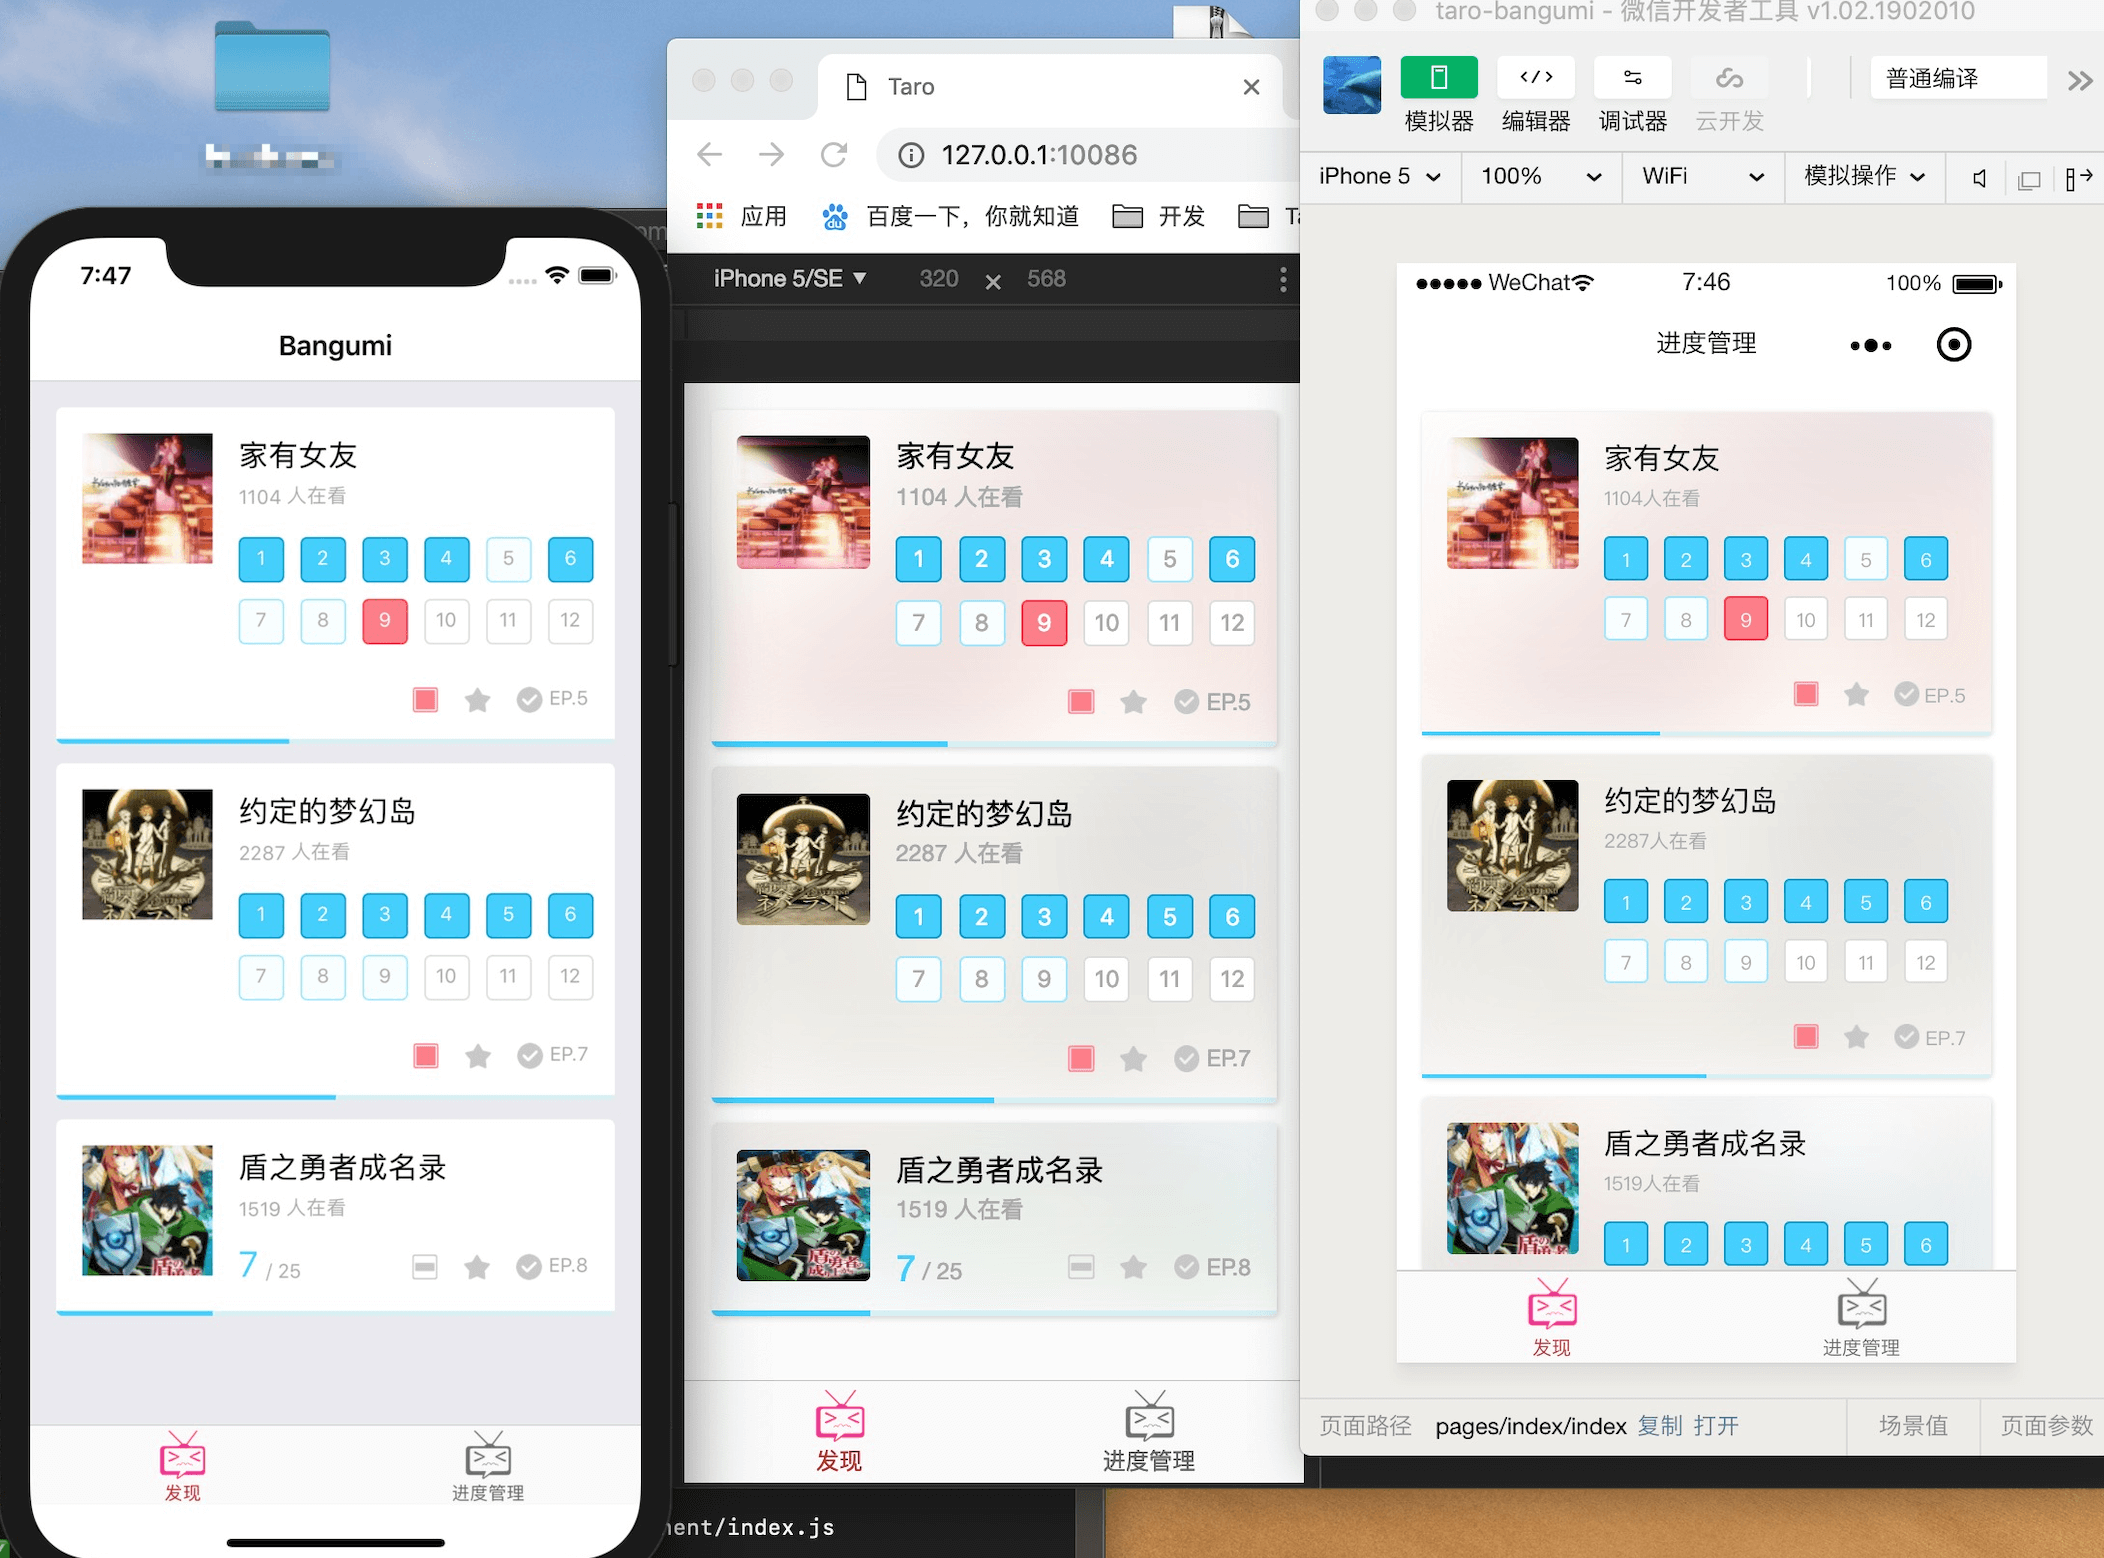 7:47
Bangumi
家有女友
1104 人在看
1 2 3 4 5 6
7 8 9 10 11 12
EP.5
约定的梦幻岛
2287 人在看
1 2 3 4 5 6
7 8 9 10 11 12
EP.7
盾之勇者成名录
1519 人在看
7 / 25
EP.8
发现 进度管理
Taro
127.0.0.1:10086
应用 百度一下，你就知道 开发
iPhone 5/SE ▼ 320 × 568
家有女友
1104 人在看
1 2 3 4 5 6
7 8 9 10 11 12
EP.5
约定的梦幻岛
2287 人在看
1 2 3 4 5 6
7 8 9 10 11 12
EP.7
盾之勇者成名录
1519 人在看
7 / 25
EP.8
发现 进度管理
nent/index.js
taro-bangumi - 微信开发者工具 v1.02.1902010
</> 普通编译
模拟器 编辑器 调试器 云开发
iPhone 5 100% WiFi 模拟操作
WeChat 7:46 100%
进度管理
家有女友
1104人在看
1 2 3 4 5 6
7 8 9 10 11 12
EP.5
约定的梦幻岛
2287人在看
1 2 3 4 5 6
7 8 9 10 11 12
EP.7
盾之勇者成名录
1519人在看
1 2 3 4 5 6
发现 进度管理
页面路径 pages/index/index 复制 打开 场景值 页面参数